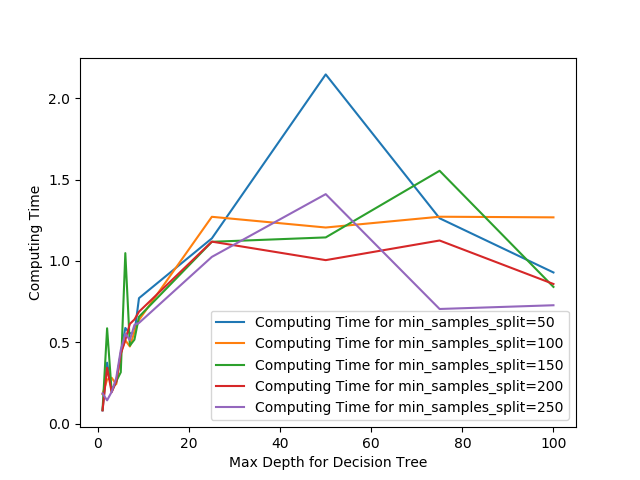 2.0
1.5
1.0
0.5
0.0
Computing Time
Computing Time for min_samples_split=50
Computing Time for min_samples_split=100
Computing Time for min_samples_split=150
Computing Time for min_samples_split=200
Computing Time for min_samples_split=250
0 20 40 60 80 100
Max Depth for Decision Tree